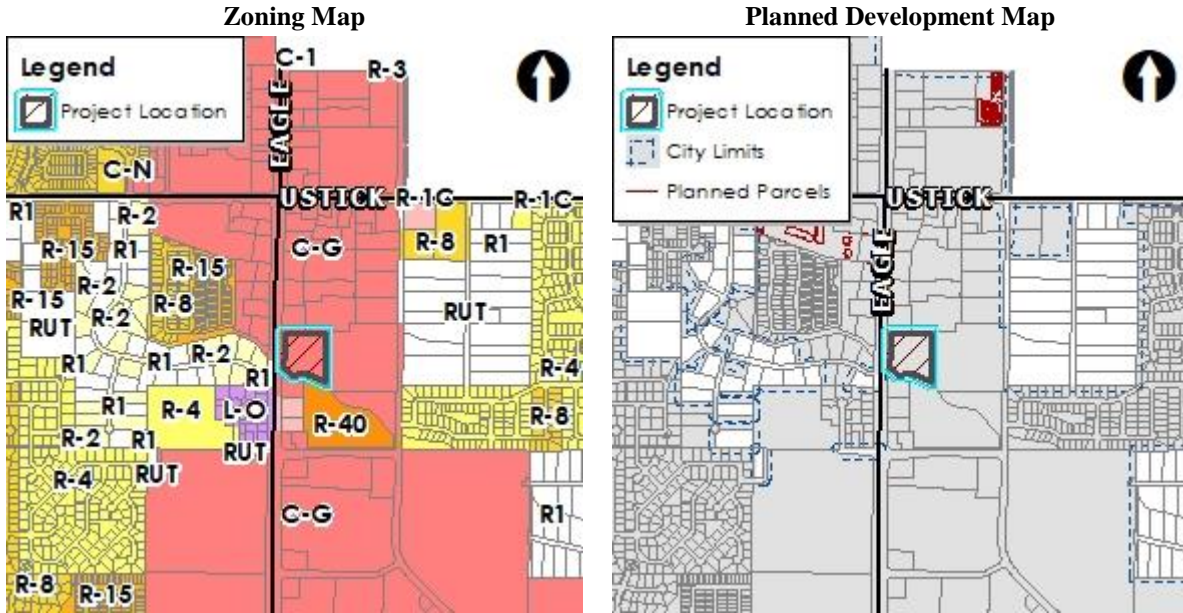 Zoning Map
Legend
Project Location
C-1
R-3
EAGLE
C-N
USTICK
R1
R-2
R-1C
R-1C
R-15
R1
C-G
R-8
R1
R-15
R-2
R-15
R-8
RUT
R-2
RUT
R1
R1
R-2
R1
R-4
R1
R-4
L-O
R-40
R-8
R-2
R1
RUT
RUT
R-4
C-G
R1
R-8
R-15
Planned Development Map
Legend
Project Location
City Limits
Planned Parcels
USTICK
EAGLE